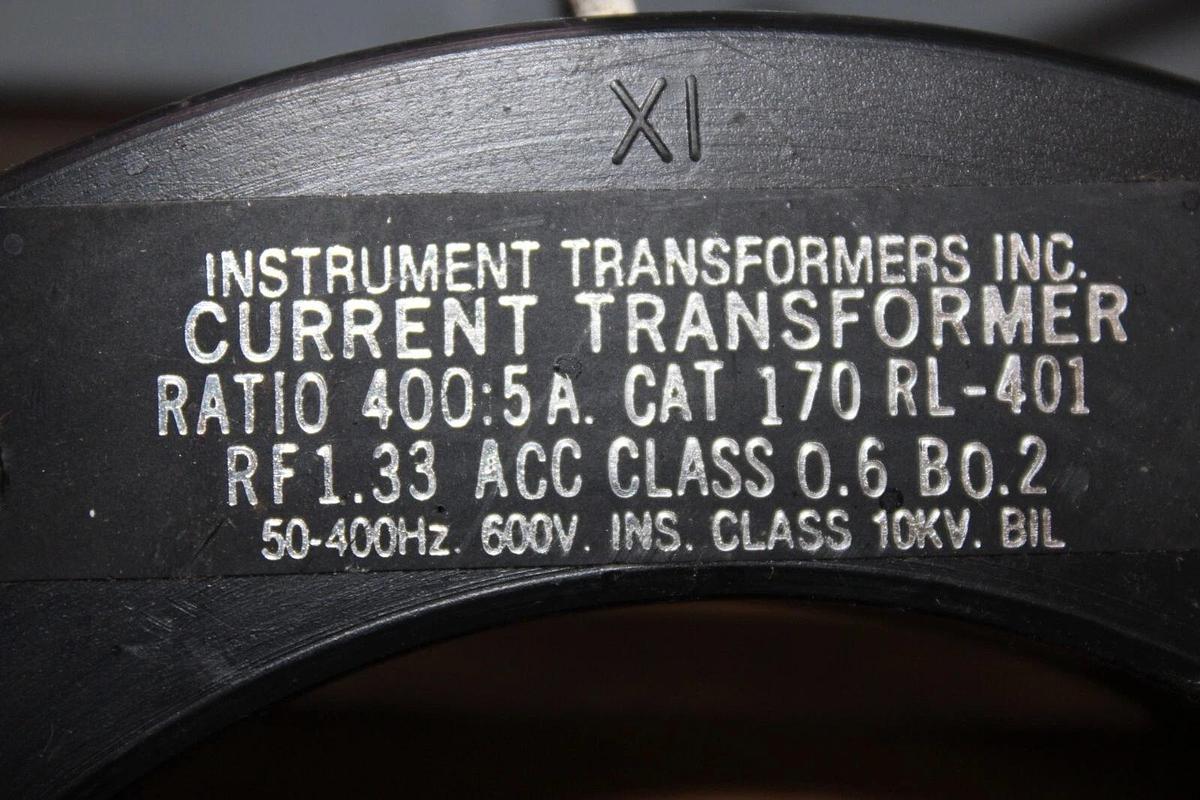 XI
INSTRUMENT TRANSFORMERS INC.
CURRENT TRANSFORMER
RATIO 400:5A. CAT 170 RL-401
RF1.33 ACC CLASS 0.6 B0.2
50-400Hz. 600V. INS. CLASS 10KV. BIL